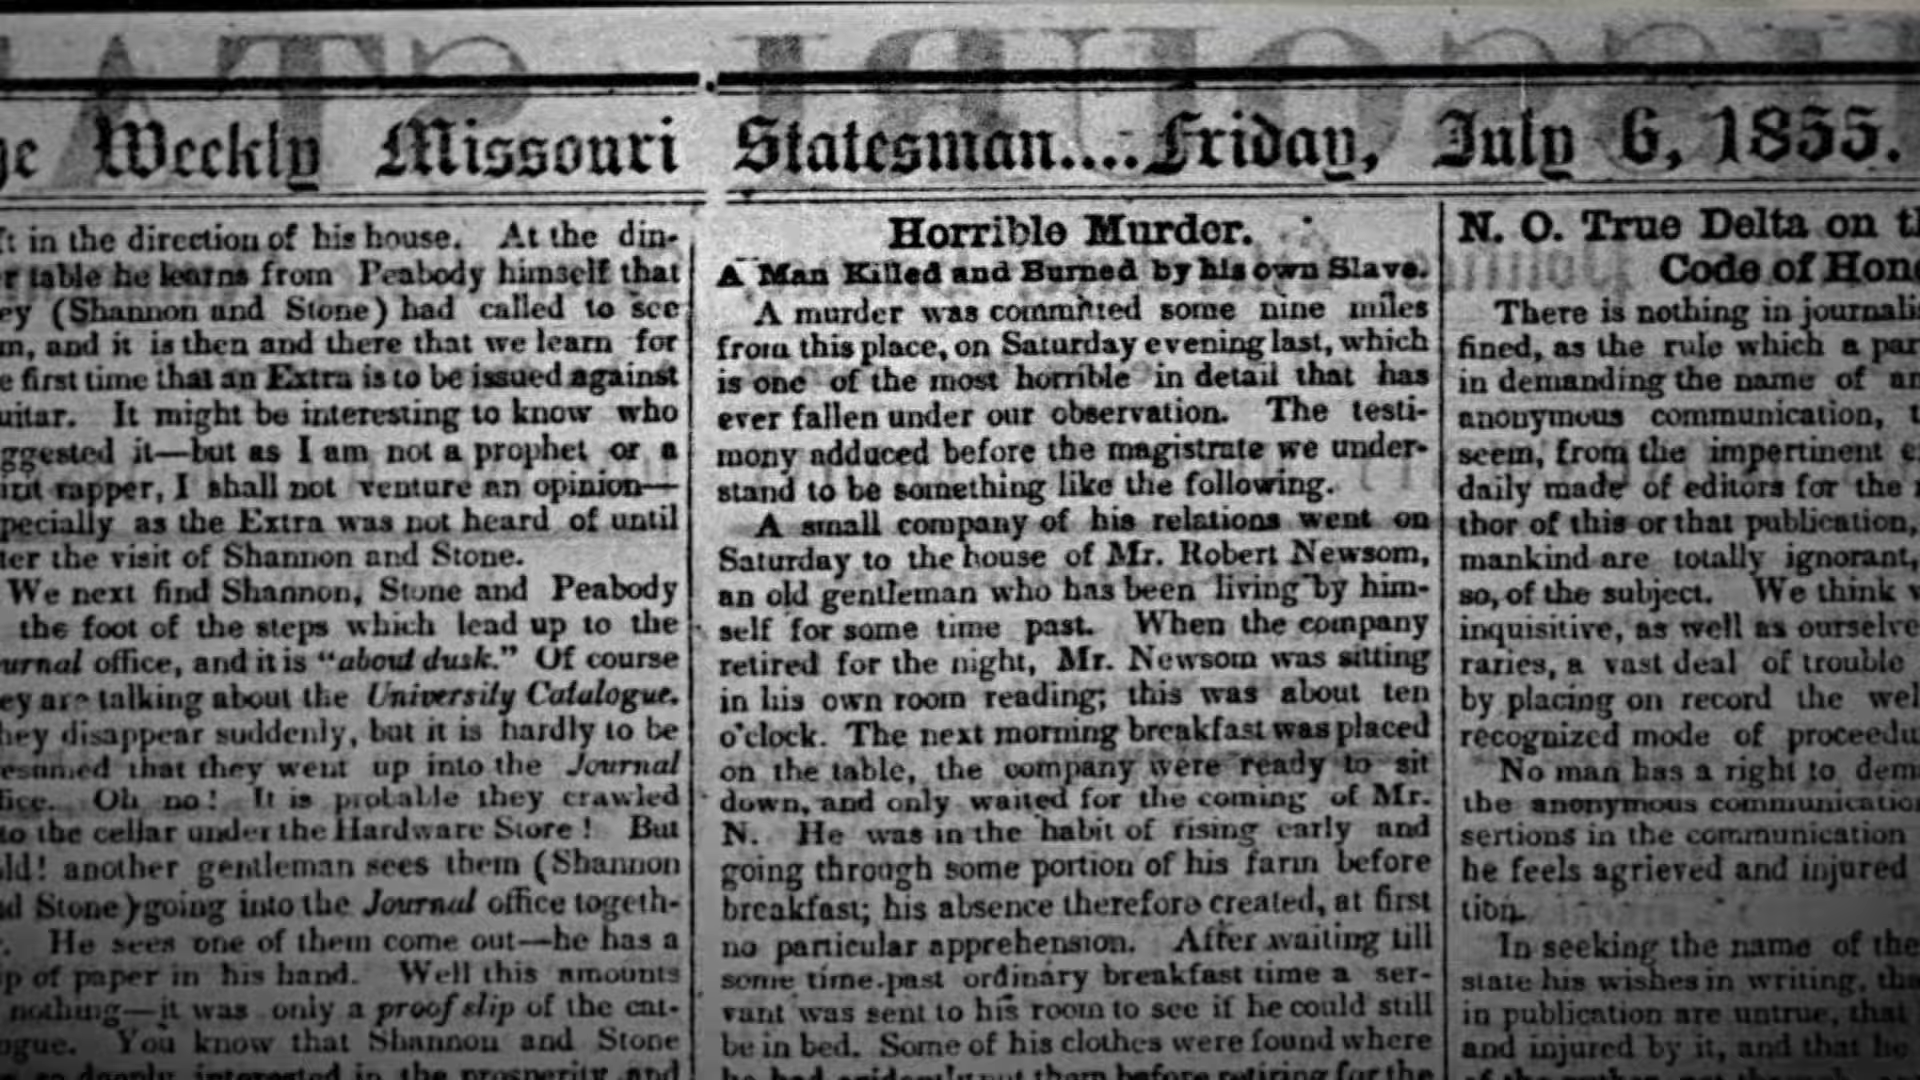 Weekly Missouri Statesman....Friday, July 6, 1855.
in the direction of his house. At the din-
table he learns from Peabody himself that
(Shannon and Stone) had called to see
and it is then and there that we learn for
first time that an Extra is to be issued against
It might be interesting to know who
it—but as I am not a prophet or a
rapper, I shall not venture an opinion—
as the Extra was not heard of until
the visit of Shannon and Stone.
We next find Shannon, Stone and Peabody
the foot of the steps which lead up to the
office, and it is "about dusk." Of course
are talking about the University Catalogue.
disappear suddenly, but it is hardly to be
that they went up into the Journal
Oh no! It is probable they crawled
to the cellar under the Hardware Store! But
another gentleman sees them (Shannon
Stone) going into the Journal office togeth-
He sees one of them come out—he has a
of paper in his hand. Well this amounts
nothing—it was only a proof slip of the cat-
You know that Shannon and Stone
deeply interested in the prosperity and
Horrible Murder.
A Man Killed and Burned by his own Slave.
A murder was committed some nine miles
from this place, on Saturday evening last, which
is one of the most horrible in detail that has
ever fallen under our observation. The testi-
mony adduced before the magistrate we under-
stand to be something like the following.
A small company of his relations went on
Saturday to the house of Mr. Robert Newsom,
an old gentleman who has been living by him-
self for some time past. When the company
retired for the night, Mr. Newsom was sitting
in his own room reading; this was about ten
o'clock. The next morning breakfast was placed
on the table, the company were ready to sit
down, and only waited for the coming of Mr.
N. He was in the habit of rising early and
going through some portion of his farm before
breakfast; his absence therefore created, at first
no particular apprehension. After waiting till
some time past ordinary breakfast time a ser-
vant was sent to his room to see if he could still
be in bed. Some of his clothes were found where
he had evidently put them before retiring for the
N. O. True Delta on
Code of
There is nothing in
fined, as the rule which a
in demanding the name of
anonymous communication,
seem, from the impertinent
daily made of editors for the
thor of this or that publication,
mankind are totally ignorant,
so, of the subject. We think
inquisitive, as well as
raries, a vast deal of trouble
by placing on record the
recognized mode of
No man has a right to
the anonymous
sertions in the communication
he feels agrieved and injured
tion.
In seeking the name of the
state his wishes in writing,
in publication are untrue, that
and injured by it, and that he